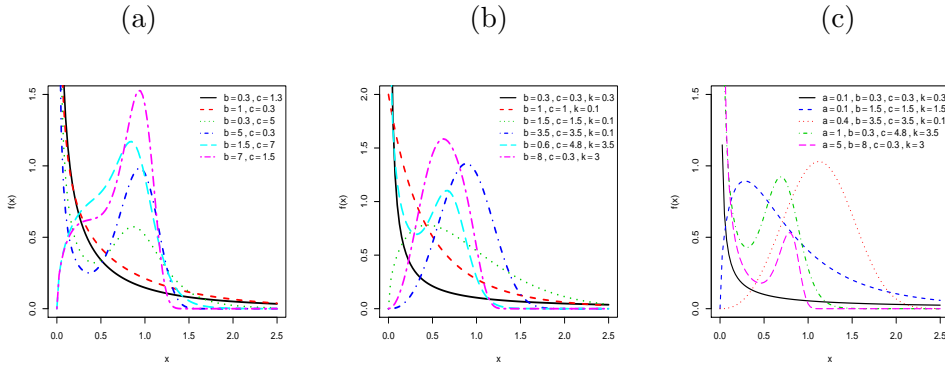 (a)
(b)
(c)
b = 0.3 , c = 1.3
b = 1 , c = 0.3
b = 0.3 , c = 5
b = 5 , c = 0.3
b = 1.5 , c = 7
b = 7 , c = 1.5
f(x)
0.0
0.5
1.0
1.5
0.0
0.5
1.0
1.5
2.0
2.5
x
b = 0.3 , c = 0.3 , k = 0.3
b = 1 , c = 1 , k = 0.1
b = 1.5 , c = 1.5 , k = 0.1
b = 3.5 , c = 3.5 , k = 0.1
b = 0.6 , c = 4.8 , k = 3.5
b = 8 , c = 0.3 , k = 3
f(x)
0.0
0.5
1.0
1.5
2.0
0.0
0.5
1.0
1.5
2.0
2.5
x
a = 0.1 , b = 0.3 , c = 0.3 , k = 0.3
a = 0.1 , b = 1.5 , c = 1.5 , k = 1.5
a = 0.4 , b = 3.5 , c = 3.5 , k = 0.1
a = 1 , b = 0.3 , c = 4.8 , k = 3.5
a = 5 , b = 8 , c = 0.3 , k = 3
f(x)
0.0
0.5
1.0
1.5
0.0
0.5
1.0
1.5
2.0
2.5
x